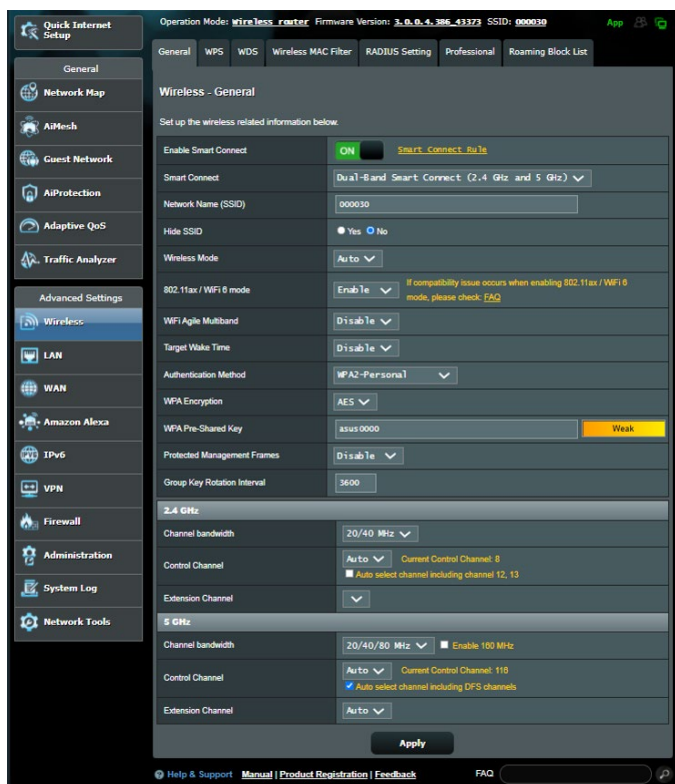 Quick Internet
Setup
Operation Mode: Wireless router Firmware Version: 3.0.0.4.386_43373 SSID: 000030
App
General
WPS
WDS
Wireless MAC Filter
RADIUS Setting
Professional
Roaming Block List
General
Network Map
AiMesh
Guest Network
AiProtection
Adaptive QoS
Traffic Analyzer
Advanced Settings
Wireless
LAN
WAN
Amazon Alexa
IPv6
VPN
Firewall
Administration
System Log
Network Tools
Wireless - General
Set up the wireless related information below.
Enable Smart Connect ON Smart Connect Rule
Smart Connect Dual-Band Smart Connect (2.4 GHz and 5 GHz)
Network Name (SSID) 000030
Hide SSID Yes No
Wireless Mode Auto
802.11ax / WiFi 6 mode Enable If compatibility issue occurs when enabling 802.11ax / WiFi 6
mode, please check: FAQ
WiFi Agile Multiband Disable
Target Wake Time Disable
Authentication Method WPA2-Personal
WPA Encryption AES
WPA Pre-Shared Key asus0000 Weak
Protected Management Frames Disable
Group Key Rotation Interval 3600
2.4 GHz
Channel bandwidth 20/40 MHz
Control Channel Auto Current Control Channel: 8
Auto select channel including channel 12, 13
Extension Channel
5 GHz
Channel bandwidth 20/40/80 MHz Enable 160 MHz
Control Channel Auto Current Control Channel: 116
Auto select channel including DFS channels
Extension Channel Auto
Apply
Help & Support Manual | Product Registration | Feedback FAQ